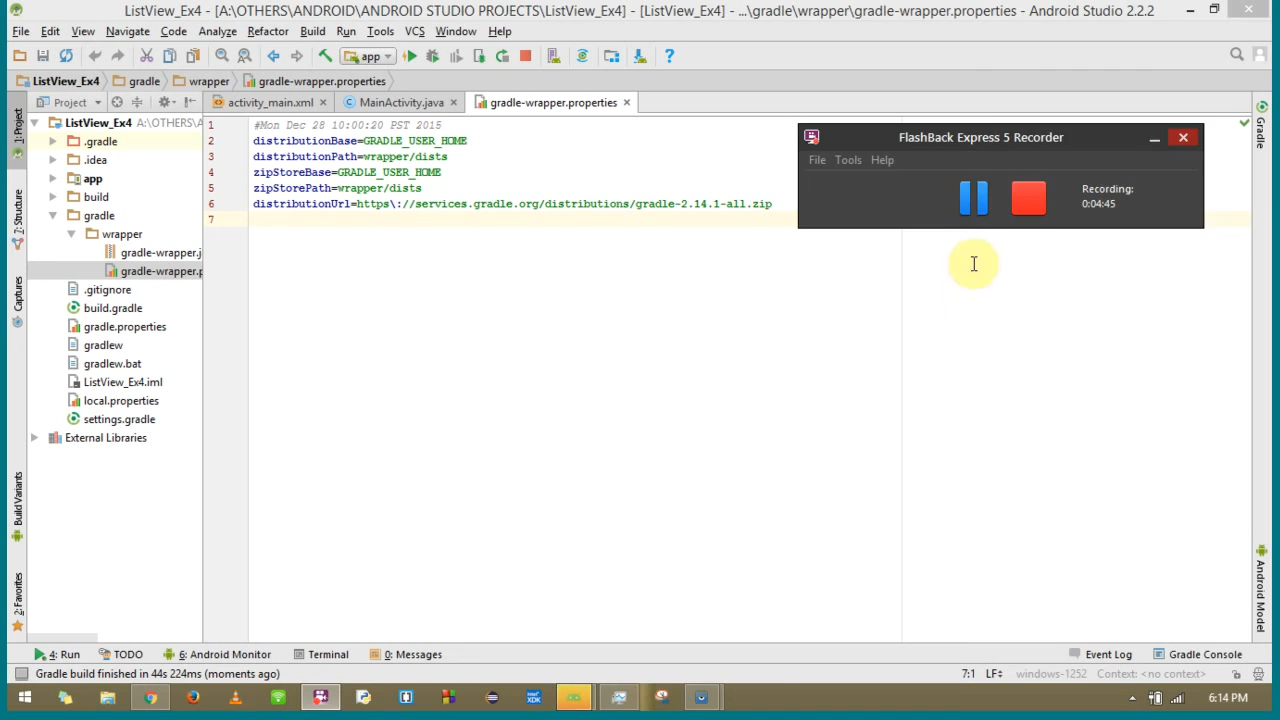 ListView_Ex4 - [A:\OTHERS\ANDROID\ANDROID STUDIO PROJECTS\ListView_Ex4] - [ListView_Ex4] - ...\gradle\wrapper\gradle-wrapper.properties - Android Studio 2.2.2
File Edit View Navigate Code Analyze Refactor Build Run Tools VCS Window Help
app
ListView_Ex4 gradle wrapper gradle-wrapper.properties
Project activity_main.xml MainActivity.java gradle-wrapper.properties
1: Project
7: Structure
Captures
Build Variants
2: Favorites
ListView_Ex4 A:\OTHERS\A
.gradle
.idea
app
build
gradle
wrapper
gradle-wrapper.j
gradle-wrapper.p
.gitignore
build.gradle
gradle.properties
gradlew
gradlew.bat
ListView_Ex4.iml
local.properties
settings.gradle
External Libraries
1 #Mon Dec 28 10:00:20 PST 2015
2 distributionBase=GRADLE_USER_HOME
3 distributionPath=wrapper/dists
4 zipStoreBase=GRADLE_USER_HOME
5 zipStorePath=wrapper/dists
6 distributionUrl=https\://services.gradle.org/distributions/gradle-2.14.1-all.zip
7
FlashBack Express 5 Recorder
File Tools Help
Recording:
0:04:45
Gradle
Android Model
4: Run TODO 6: Android Monitor Terminal 0: Messages Event Log Gradle Console
Gradle build finished in 44s 224ms (moments ago) 7:1 LF÷ windows-1252 Context: <no context>
XDK
6:14 PM